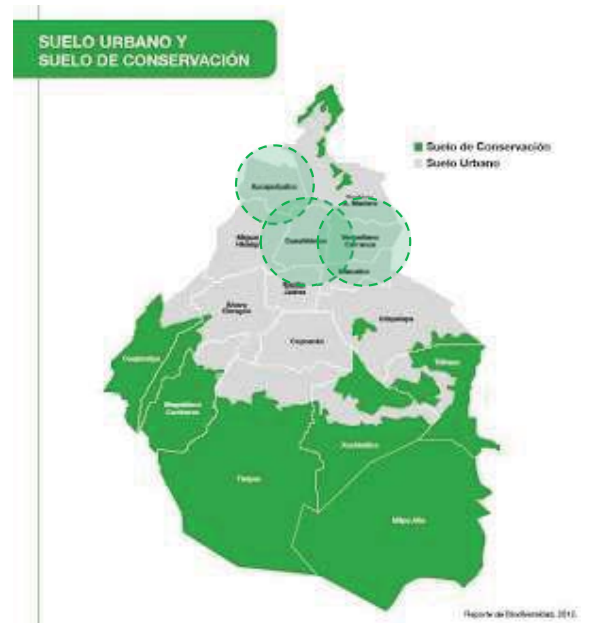 SUELO URBANO Y
SUELO DE CONSERVACIÓN
Suelo de Conservación
Suelo Urbano
Azcapotzalco
A. Madero
Miguel
Hidalgo
Cuauhtémoc
Venustiano
Carranza
Iztacalco
Benito
Juárez
Álvaro
Obregón
Iztapalapa
Coyoacán
Cuajimalpa
Tláhuac
Magdalena
Contreras
Xochimilco
Tlalpan
Milpa Alta
Reporte de Biodiversidad, 2012.